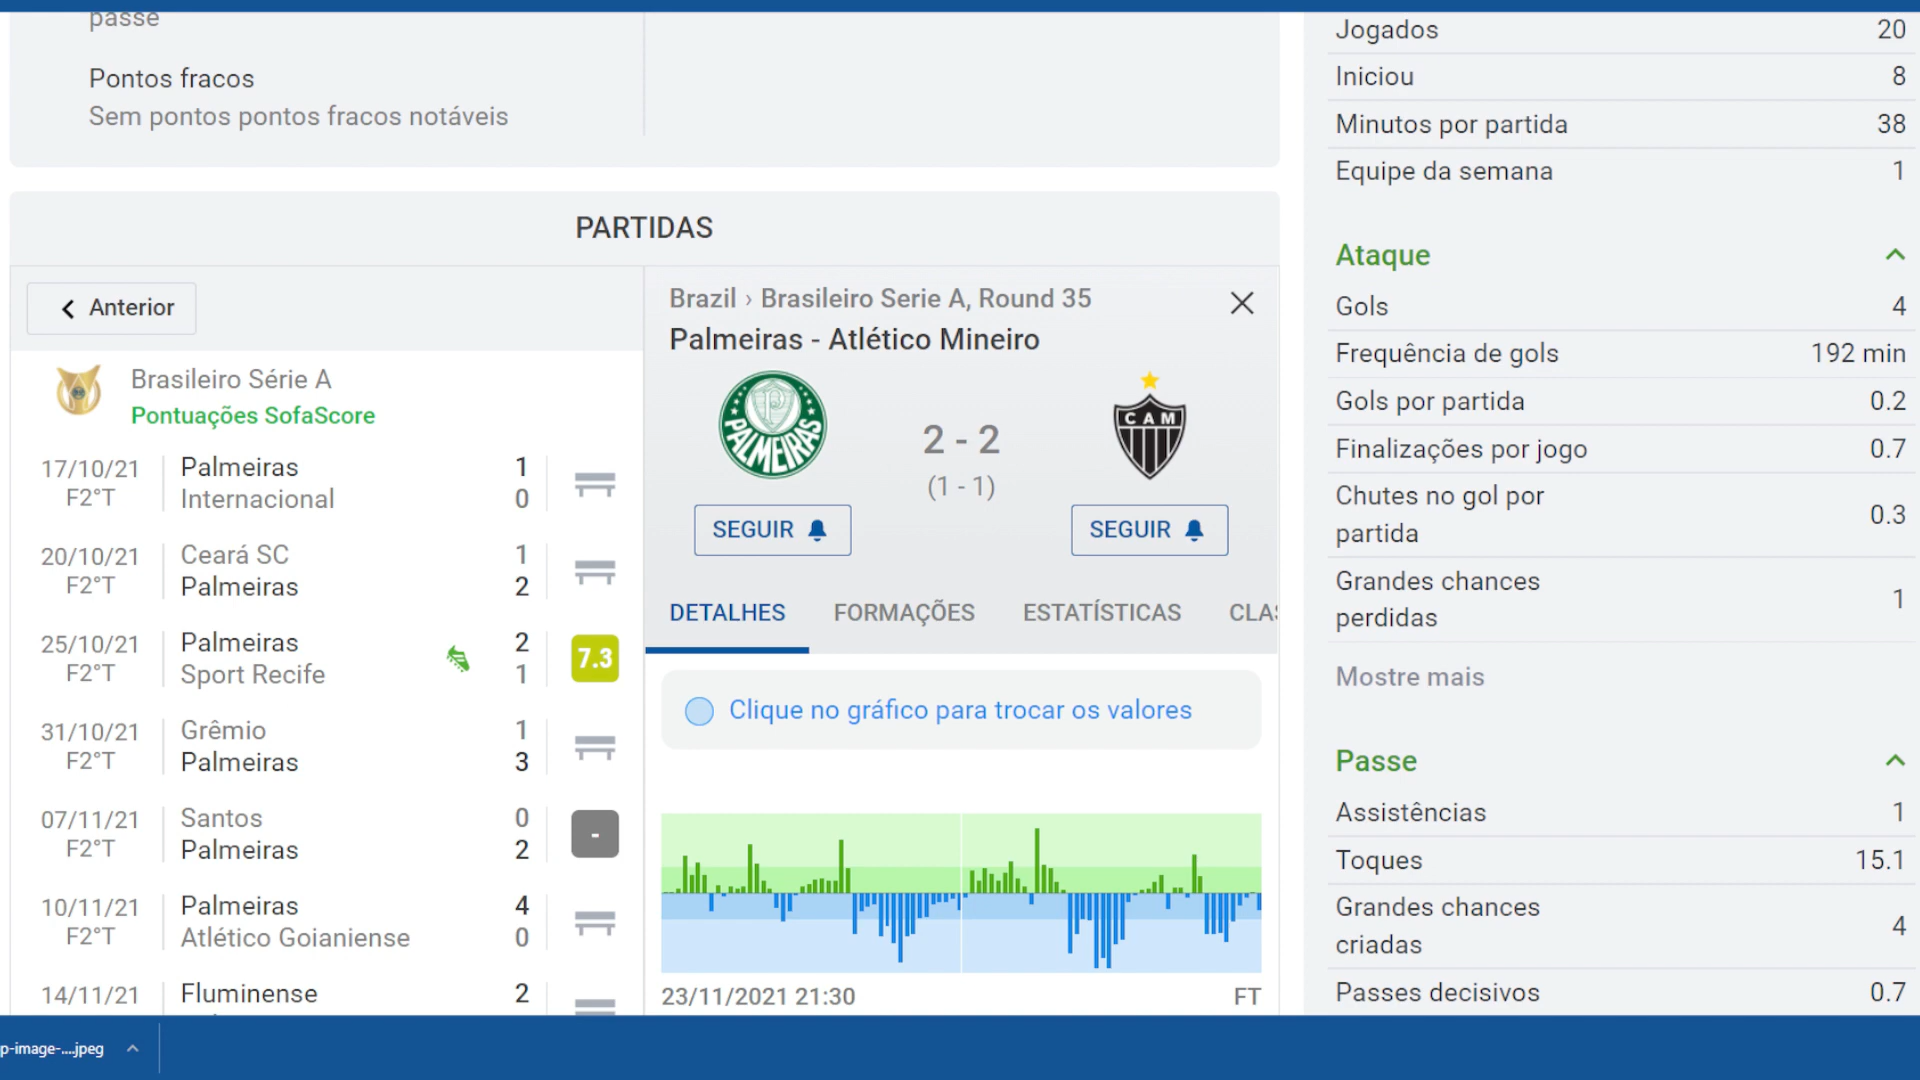 passe
Pontos fracos
Sem pontos pontos fracos notáveis
PARTIDAS
Anterior
Brasileiro Série A
Pontuações SofaScore
17/10/21 Palmeiras 1
F2°T Internacional 0
20/10/21 Ceará SC 1
F2°T Palmeiras 2
25/10/21 Palmeiras 2
F2°T Sport Recife 1
7.3
31/10/21 Grêmio 1
F2°T Palmeiras 3
07/11/21 Santos 0
F2°T Palmeiras 2
-
10/11/21 Palmeiras 4
F2°T Atlético Goianiense 0
14/11/21 Fluminense 2
Brazil › Brasileiro Serie A, Round 35
Palmeiras - Atlético Mineiro
PALMEIRAS
CAM
2 - 2
(1 - 1)
SEGUIR
SEGUIR
DETALHES FORMAÇÕES ESTATÍSTICAS CLAS
Clique no gráfico para trocar os valores
23/11/2021 21:30 FT
Jogados 20
Iniciou 8
Minutos por partida 38
Equipe da semana 1
Ataque
Gols 4
Frequência de gols 192 min
Gols por partida 0.2
Finalizações por jogo 0.7
Chutes no gol por
partida 0.3
Grandes chances
perdidas 1
Mostre mais
Passe
Assistências 1
Toques 15.1
Grandes chances
criadas 4
Passes decisivos 0.7
p-image-....jpeg